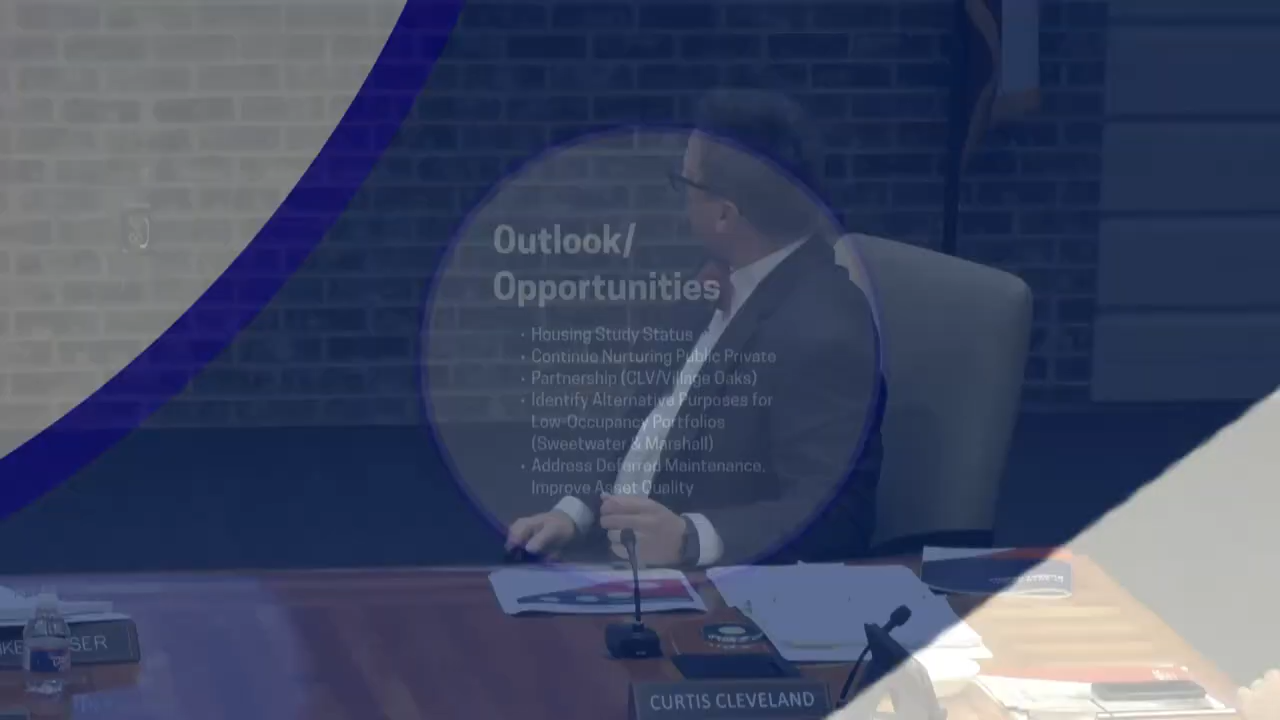 Outlook/
Opportunities
• Housing Study Status
• Continue Nurturing Public Private
• Partnership (CLV/Village Oaks)
• Identify Alternative Purposes for
Low-Occupancy Portfolios
(Sweetwater & Marshall)
• Address Deferred Maintenance,
Improve Asset Quality
SER
CURTIS CLEVELAND